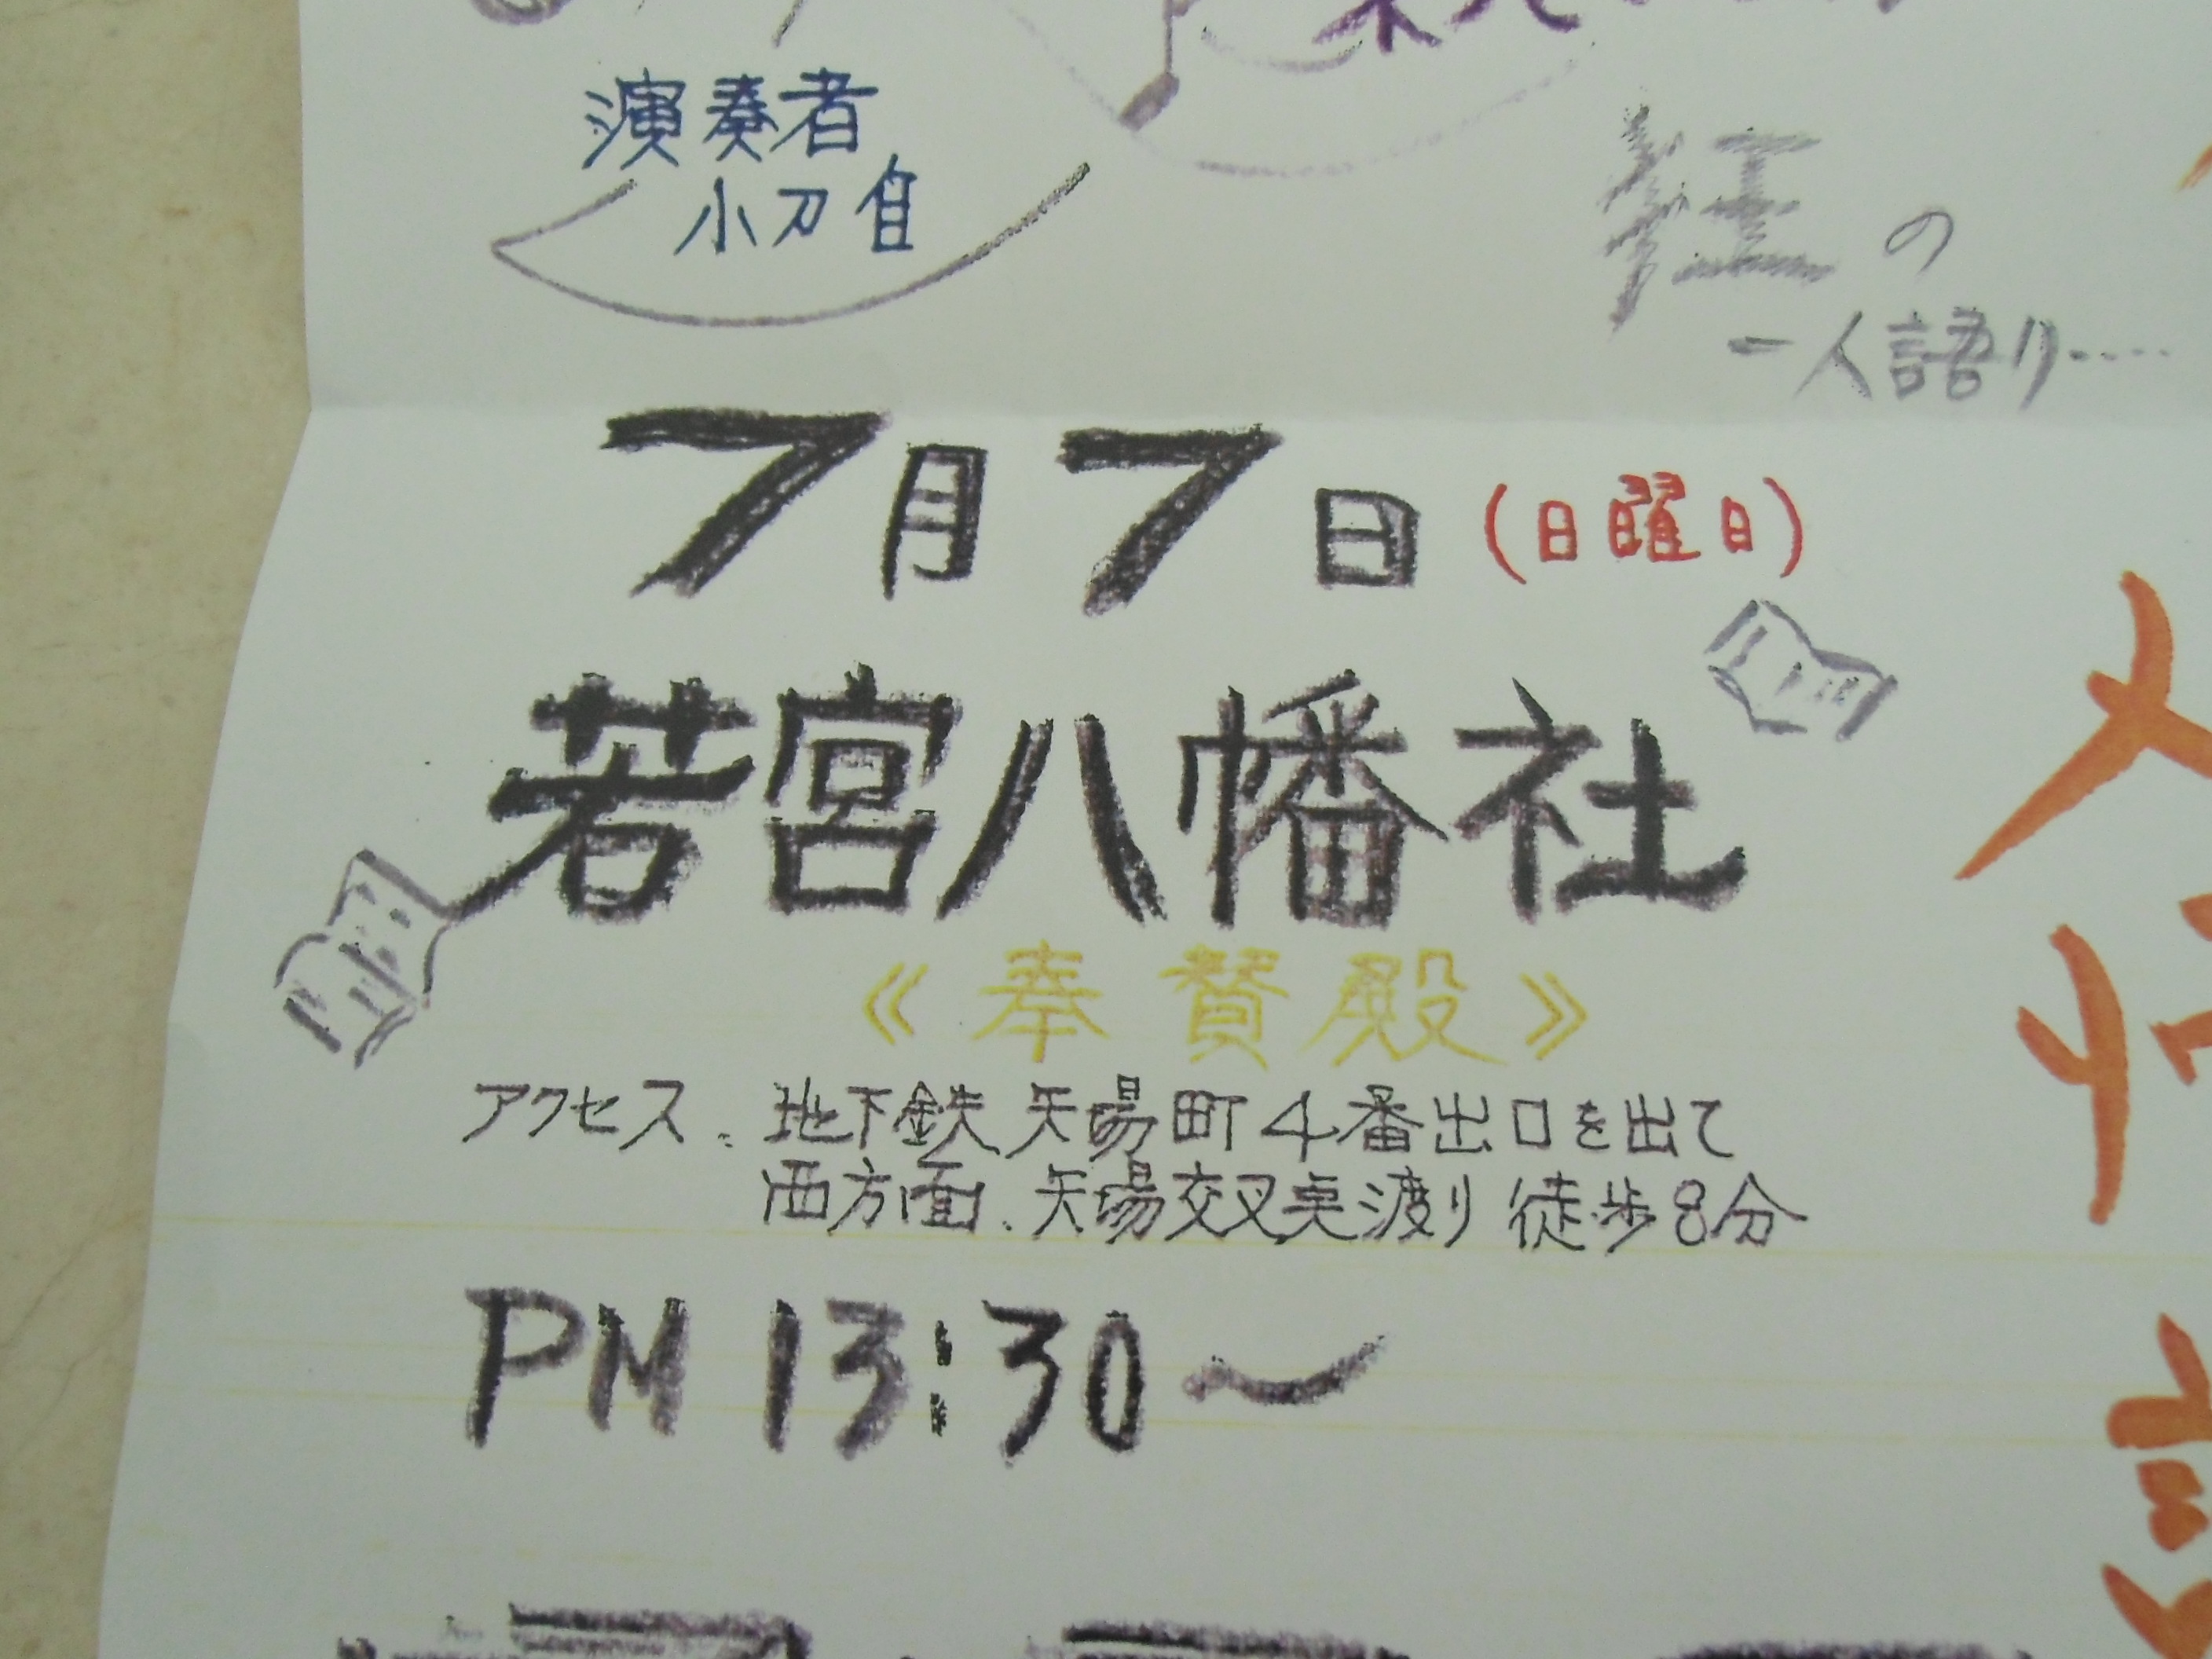 演奏者
小刀自
狂の
一人語り……
7月7日(日曜日)
若宮八幡社
《奉賛殿》
アクセス、地下鉄矢場町4番出口を出て
西方面、矢場交叉点渡り徒歩8分
PM 13:30〜